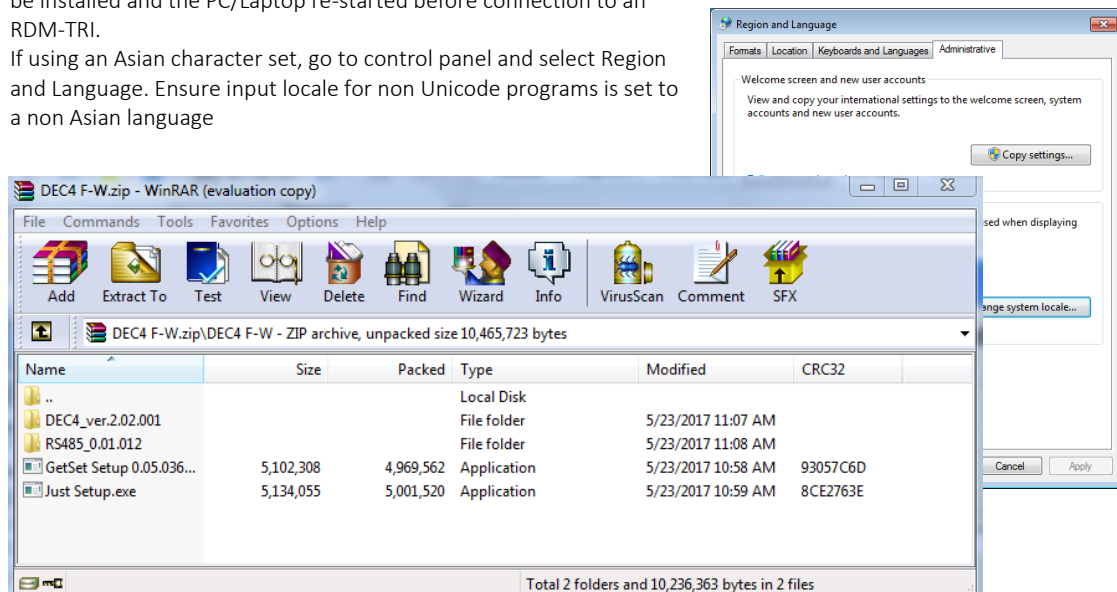 be installed and the PC/Laptop re-started before connection to an
RDM-TRI.
If using an Asian character set, go to control panel and select Region
and Language. Ensure input locale for non Unicode programs is set to
a non Asian language
Region and Language
Formats Location Keyboards and Languages Administrative
Welcome screen and new user accounts
View and copy your international settings to the welcome screen, system
accounts and new user accounts.
Copy settings...
sed when displaying
ange system locale...
Cancel Apply
DEC4 F-W.zip - WinRAR (evaluation copy)
File Commands Tools Favorites Options Help
Add Extract To Test View Delete Find Wizard Info VirusScan Comment SFX
DEC4 F-W.zip\DEC4 F-W - ZIP archive, unpacked size 10,465,723 bytes
Name Size Packed Type Modified CRC32
.. Local Disk
DEC4_ver.2.02.001 File folder 5/23/2017 11:07 AM
RS485_0.01.012 File folder 5/23/2017 11:08 AM
GetSet Setup 0.05.036... 5,102,308 4,969,562 Application 5/23/2017 10:58 AM 93057C6D
Just Setup.exe 5,134,055 5,001,520 Application 5/23/2017 10:59 AM 8CE2763E
Total 2 folders and 10,236,363 bytes in 2 files